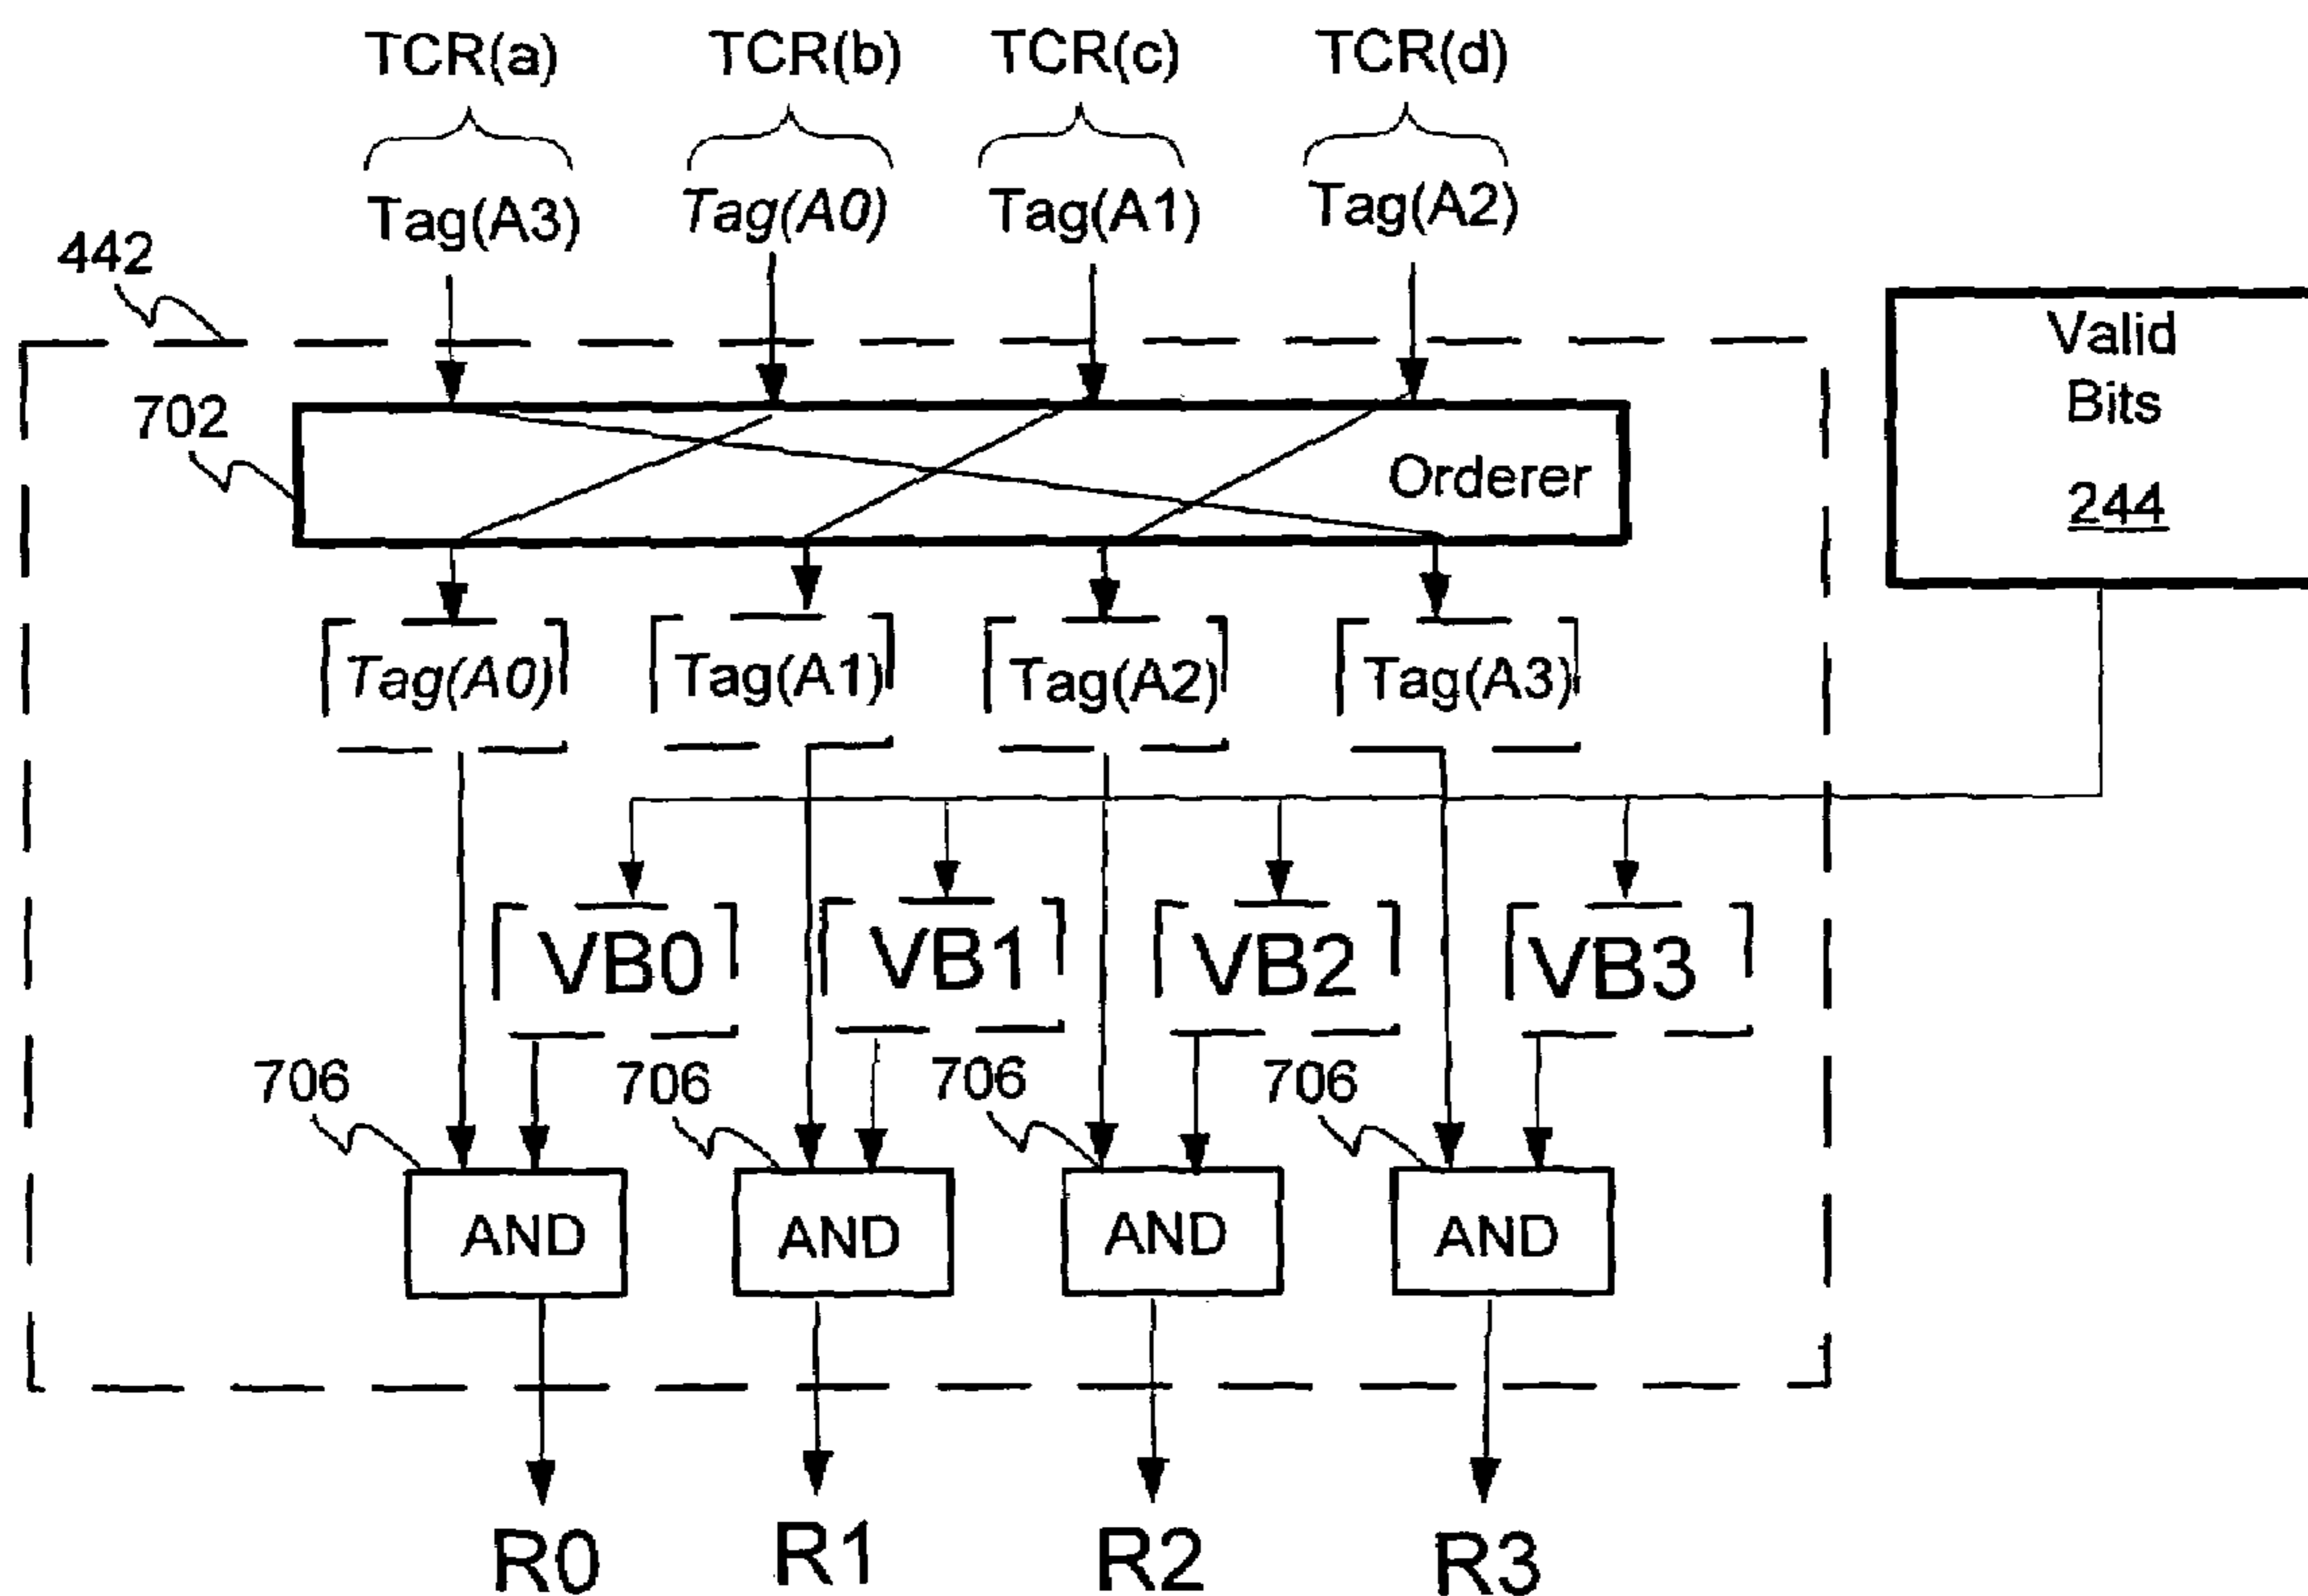 TCR(a) TCR(b) TCR(c) TCR(d)
Tag(A3) Tag(A0) Tag(A1) Tag(A2)
442
Valid
Bits
244
702
Orderer
Tag(A0) Tag(A1) Tag(A2) Tag(A3)
VB0 VB1 VB2 VB3
706 706 706 706
AND AND AND AND
R0 R1 R2 R3